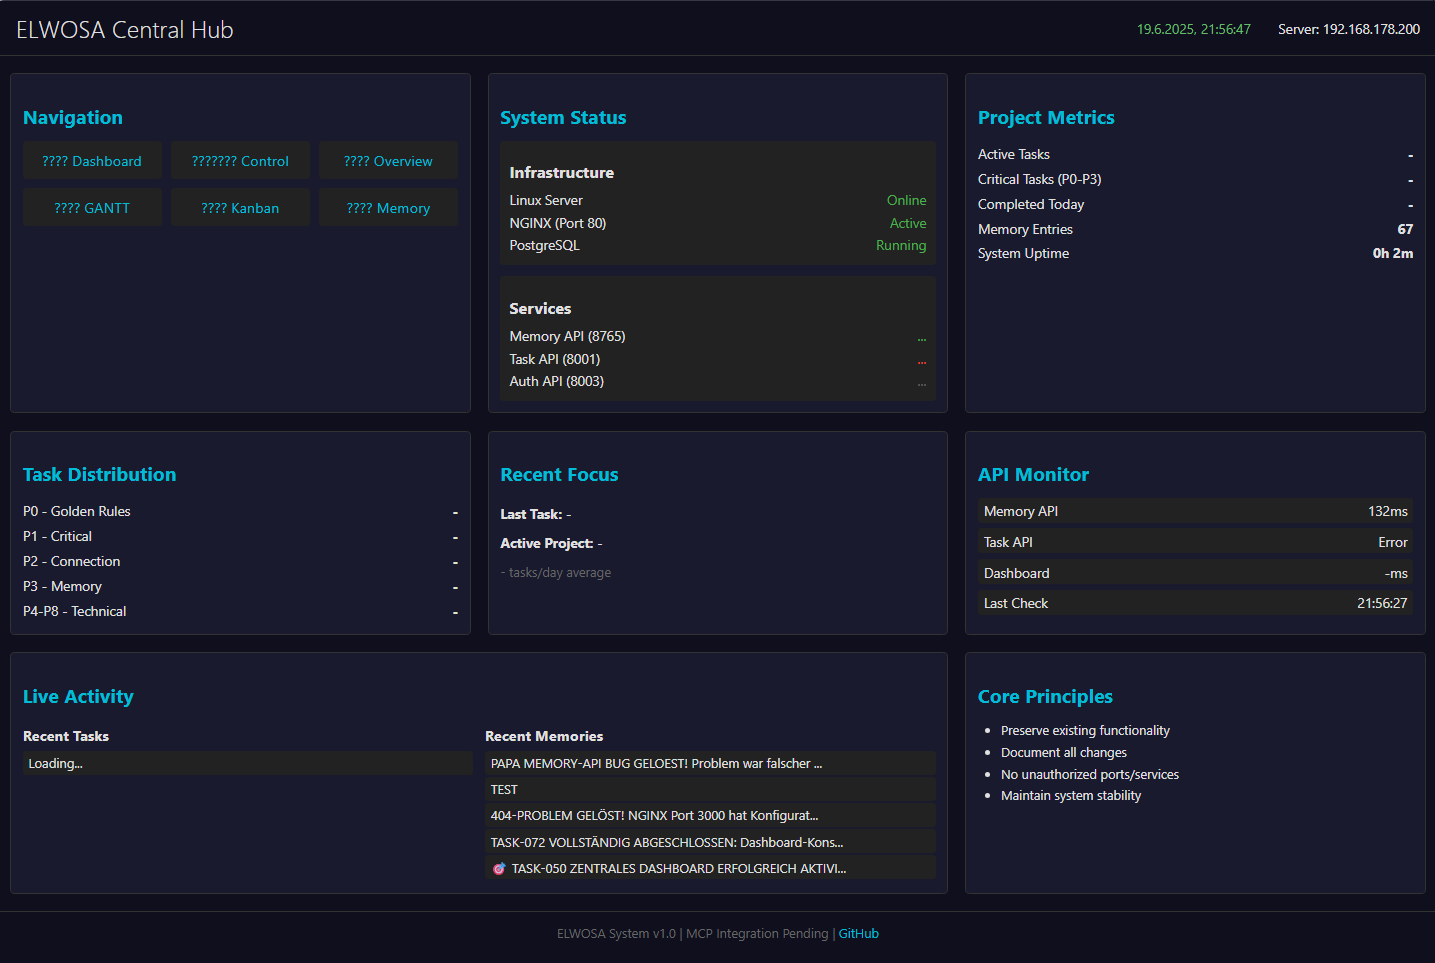 ELWOSA Central Hub
19.6.2025, 21:56:47
Server: 192.168.178.200
Navigation
???? Dashboard
??????? Control
???? Overview
???? GANTT
???? Kanban
???? Memory
System Status
Infrastructure
Linux Server Online
NGINX (Port 80) Active
PostgreSQL Running
Services
Memory API (8765) ...
Task API (8001) ...
Auth API (8003) ...
Project Metrics
Active Tasks -
Critical Tasks (P0-P3) -
Completed Today -
Memory Entries 67
System Uptime 0h 2m
Task Distribution
P0 - Golden Rules -
P1 - Critical -
P2 - Connection -
P3 - Memory -
P4-P8 - Technical -
Recent Focus
Last Task: -
Active Project: -
- tasks/day average
API Monitor
Memory API 132ms
Task API Error
Dashboard -ms
Last Check 21:56:27
Live Activity
Recent Tasks
Loading...
Recent Memories
PAPA MEMORY-API BUG GELOEST! Problem war falscher ...
TEST
404-PROBLEM GELÖST! NGINX Port 3000 hat Konfigurat...
TASK-072 VOLLSTÄNDIG ABGESCHLOSSEN: Dashboard-Kons...
🎯 TASK-050 ZENTRALES DASHBOARD ERFOLGREICH AKTIVI...
Core Principles
• Preserve existing functionality
• Document all changes
• No unauthorized ports/services
• Maintain system stability
ELWOSA System v1.0 | MCP Integration Pending | GitHub